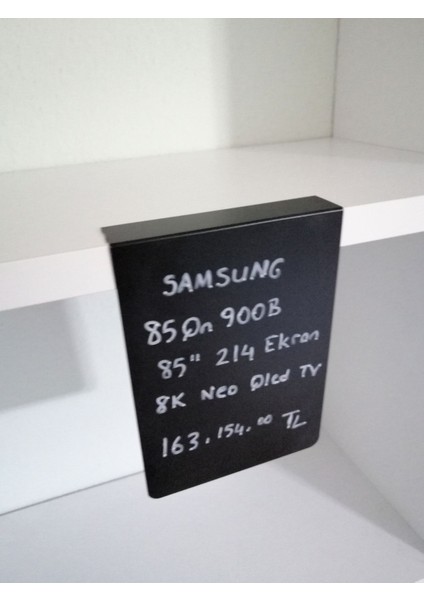 SAMSUNG
85Qn 900B
85" 214 Ekran
8K Neo Qled TV
163.154.⁰⁰ TL